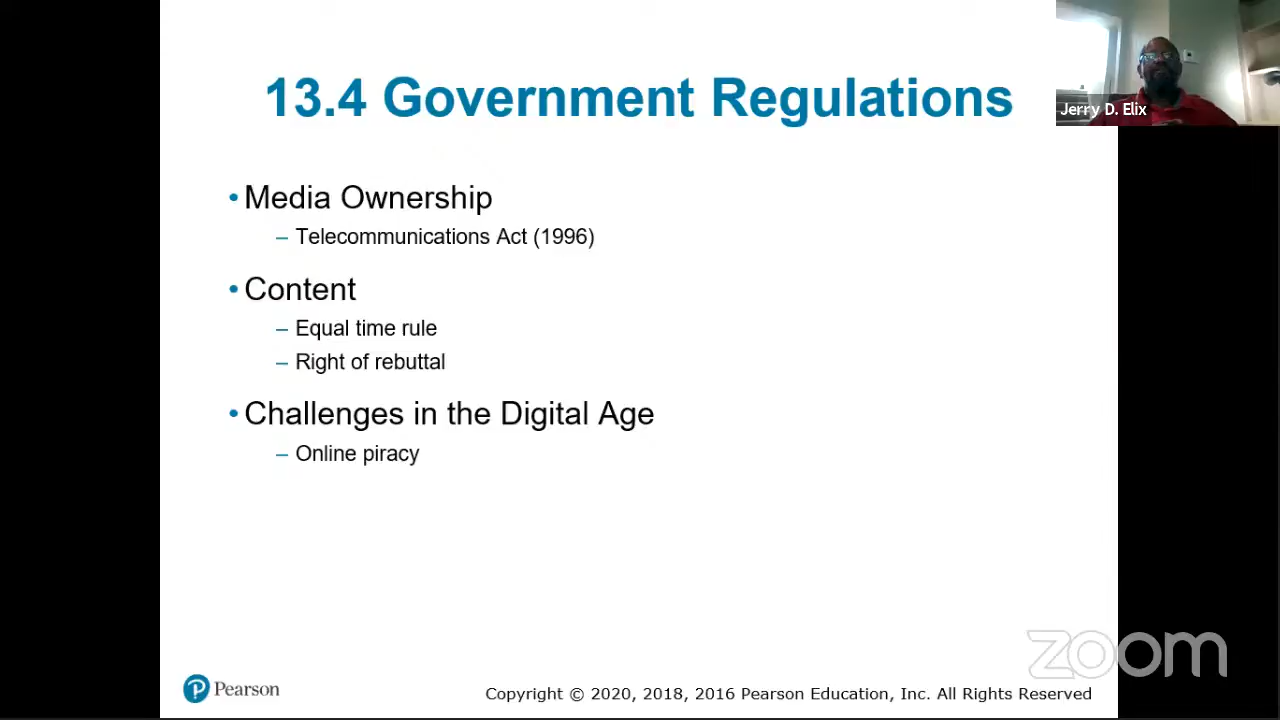 13.4 Government Regulations
Jerry D. Elix
• Media Ownership
– Telecommunications Act (1996)
• Content
– Equal time rule
– Right of rebuttal
• Challenges in the Digital Age
– Online piracy
zoom
Pearson
Copyright © 2020, 2018, 2016 Pearson Education, Inc. All Rights Reserved